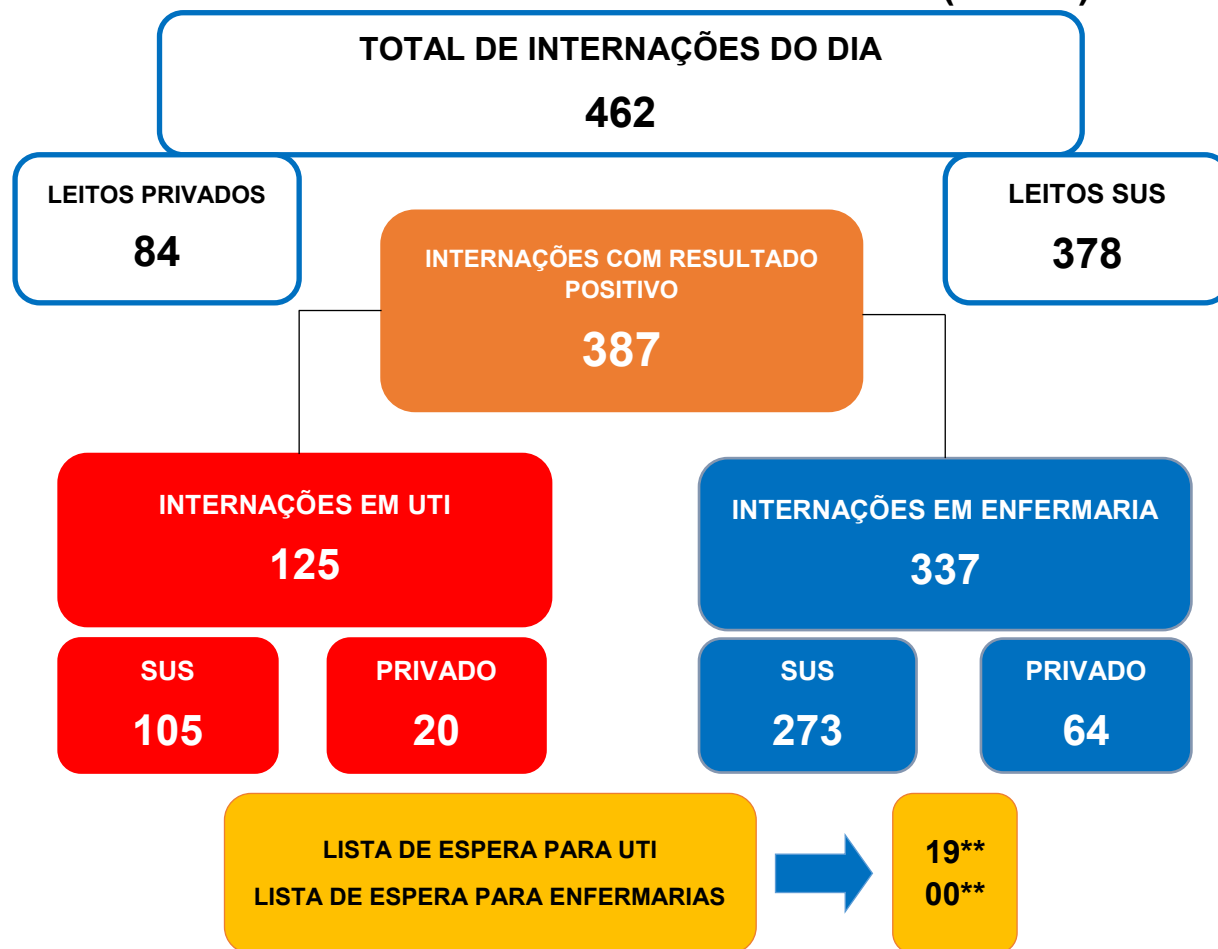 TOTAL DE INTERNAÇÕES DO DIA
462
LEITOS PRIVADOS
84
LEITOS SUS
378
INTERNAÇÕES COM RESULTADO
POSITIVO
387
INTERNAÇÕES EM UTI
125
INTERNAÇÕES EM ENFERMARIA
337
SUS
105
PRIVADO
20
SUS
273
PRIVADO
64
LISTA DE ESPERA PARA UTI
LISTA DE ESPERA PARA ENFERMARIAS
19**
00**